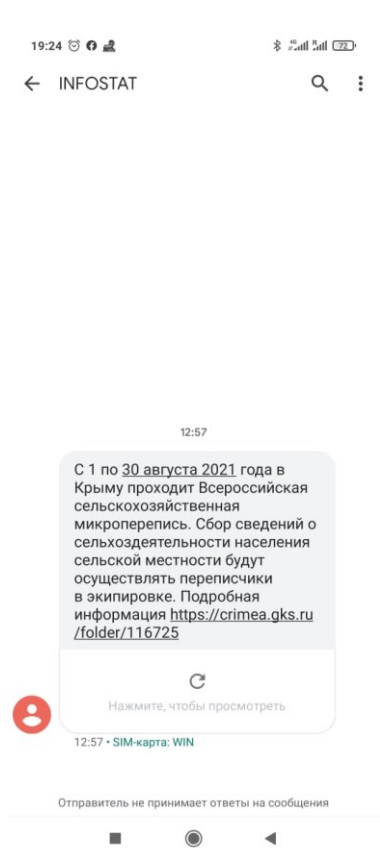 19:24
72
INFOSTAT
12:57
С 1 по 30 августа 2021 года в
Крыму проходит Всероссийская
сельскохозяйственная
микроперепись. Сбор сведений о
сельхоздеятельности населения
сельской местности будут
осуществлять переписчики
в экипировке. Подробная
информация https://crimea.gks.ru
/folder/116725
Нажмите, чтобы просмотреть
12:57 • SIM-карта: WIN
Отправитель не принимает ответы на сообщения